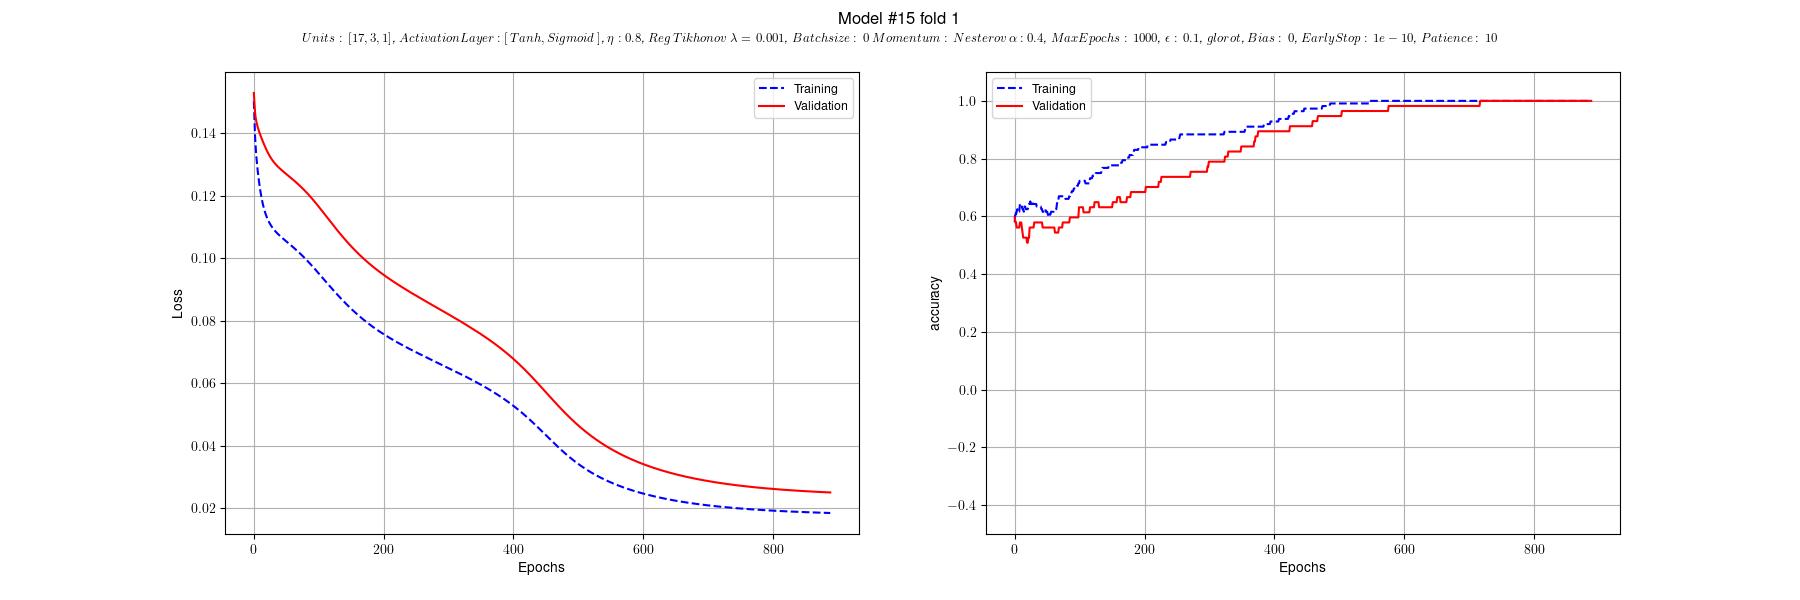 Model #15 fold 1
Units : [17, 3, 1], ActivationLayer : [ Tanh, Sigmoid ], η : 0.8, Reg Tikhonov λ = 0.001, Batchsize : 0 Momentum : Nesterov α : 0.4, MaxEpochs : 1000, ϵ : 0.1, glorot, Bias : 0, EarlyStop : 1e − 10, Patience : 10
Training
Validation
0.14
0.12
0.10
0.08
0.06
0.04
0.02
Loss
0 200 400 600 800
Epochs
Training
Validation
1.0
0.8
0.6
0.4
0.2
0.0
−0.2
−0.4
accuracy
0 200 400 600 800
Epochs